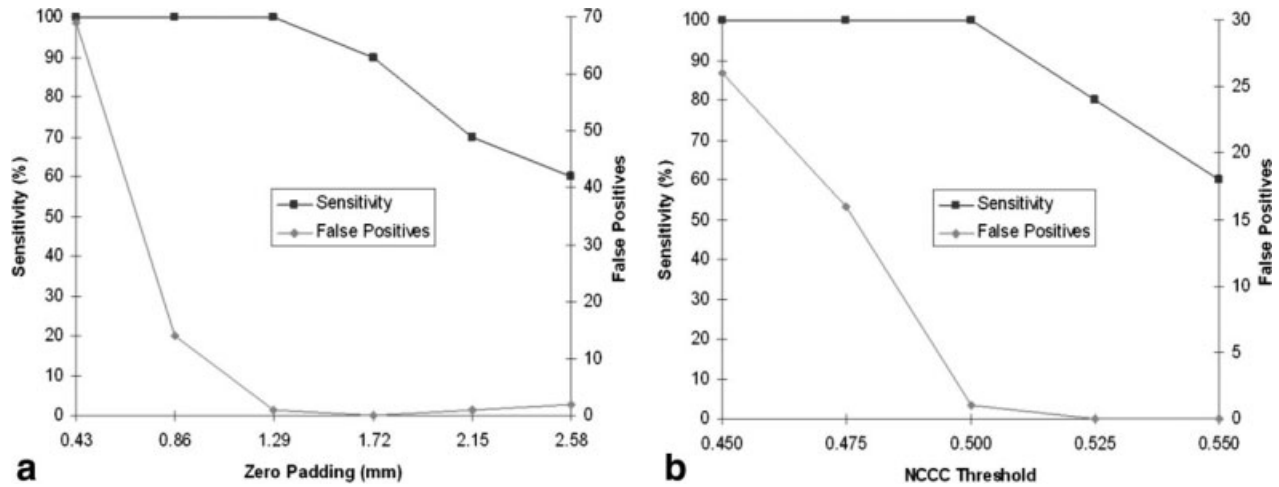 100
90
80
70
60
50
40
30
20
10
0
Sensitivity (%)
70
60
50
40
30
20
10
0
False Positives
Sensitivity
False Positives
0.43 0.86 1.29 1.72 2.15 2.58
Zero Padding (mm)
a
100
90
80
70
60
50
40
30
20
10
0
Sensitivity (%)
30
25
20
15
10
5
0
False Positives
Sensitivity
False Positives
0.450 0.475 0.500 0.525 0.550
NCCC Threshold
b